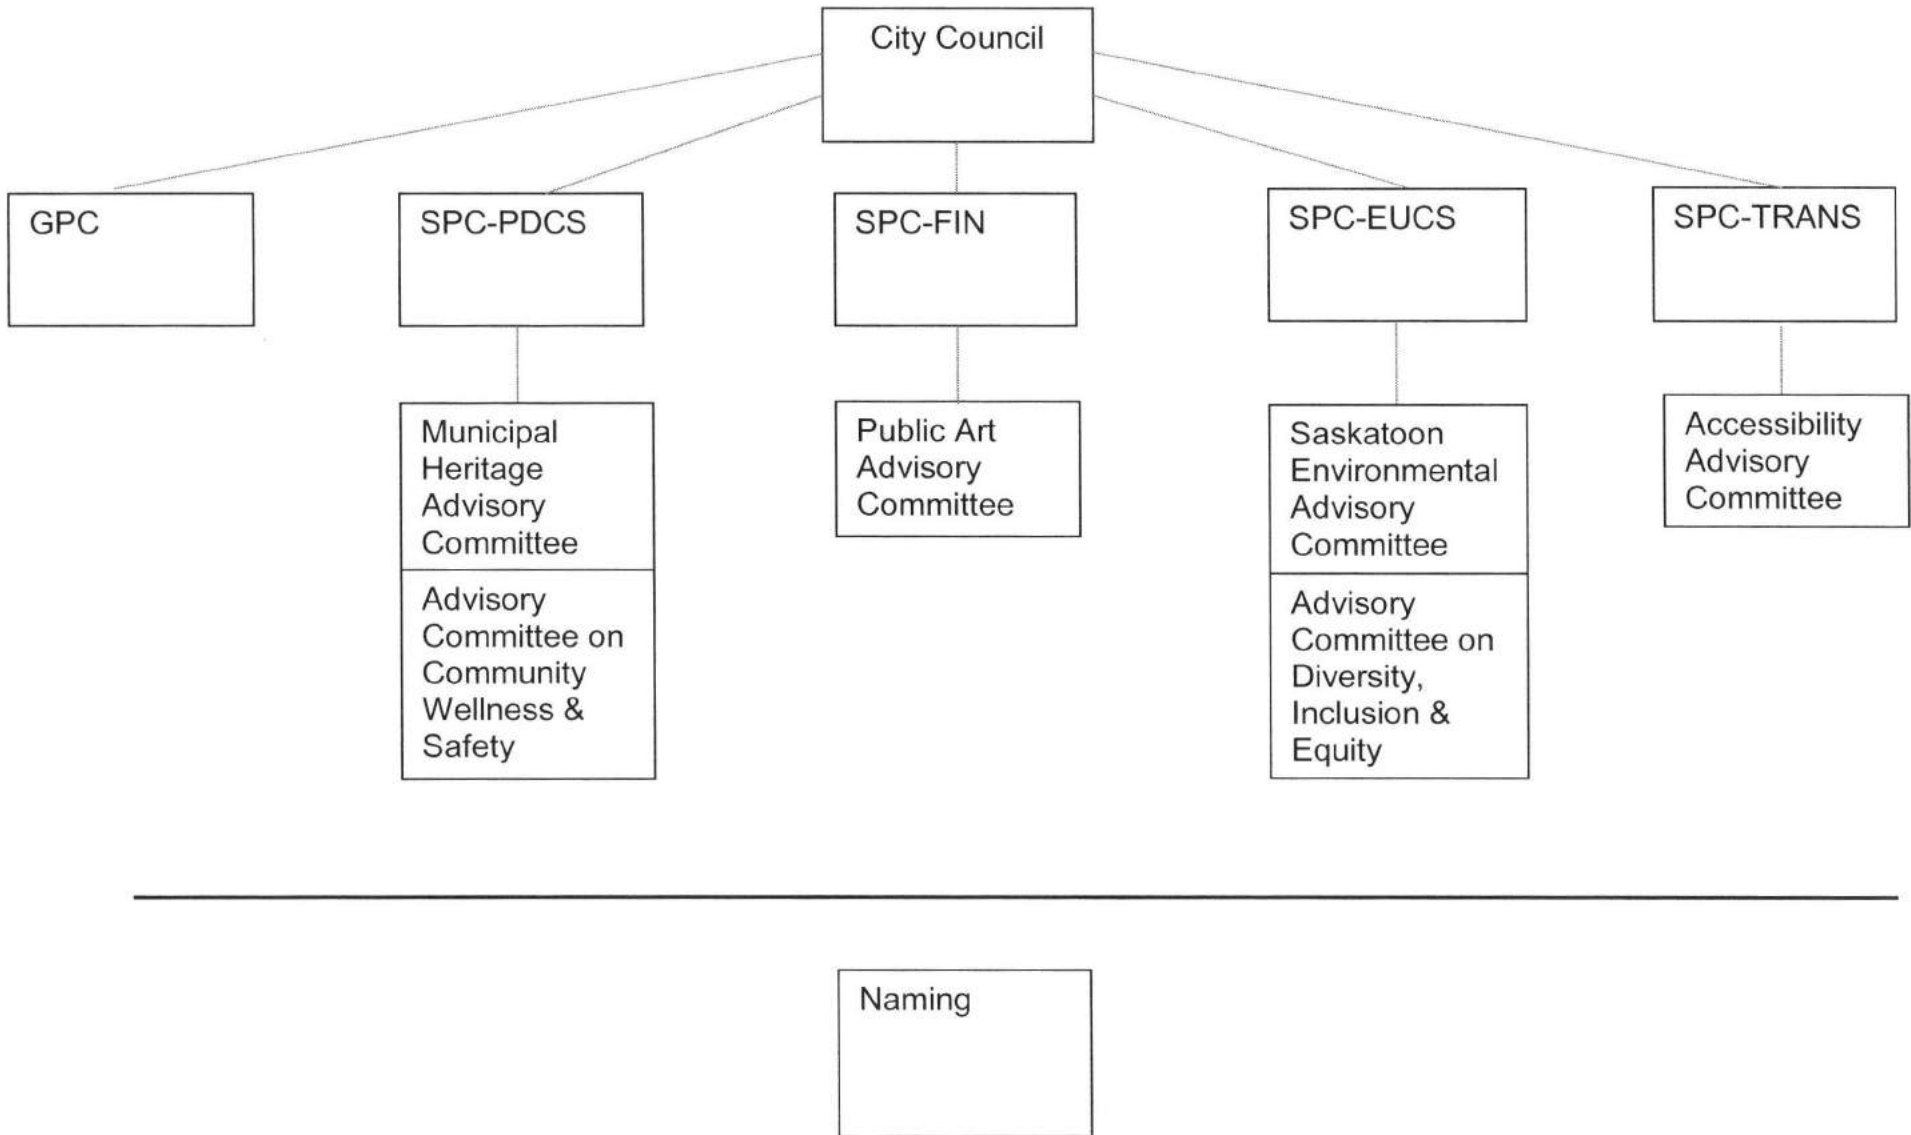 City Council
GPC
SPC-PDCS
SPC-FIN
SPC-EUCS
SPC-TRANS
Municipal
Heritage
Advisory
Committee
Advisory
Committee on
Community
Wellness &
Safety
Public Art
Advisory
Committee
Saskatoon
Environmental
Advisory
Committee
Advisory
Committee on
Diversity,
Inclusion &
Equity
Accessibility
Advisory
Committee
Naming